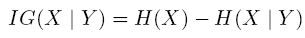 IG(X | Y) = H(X) − H(X | Y)